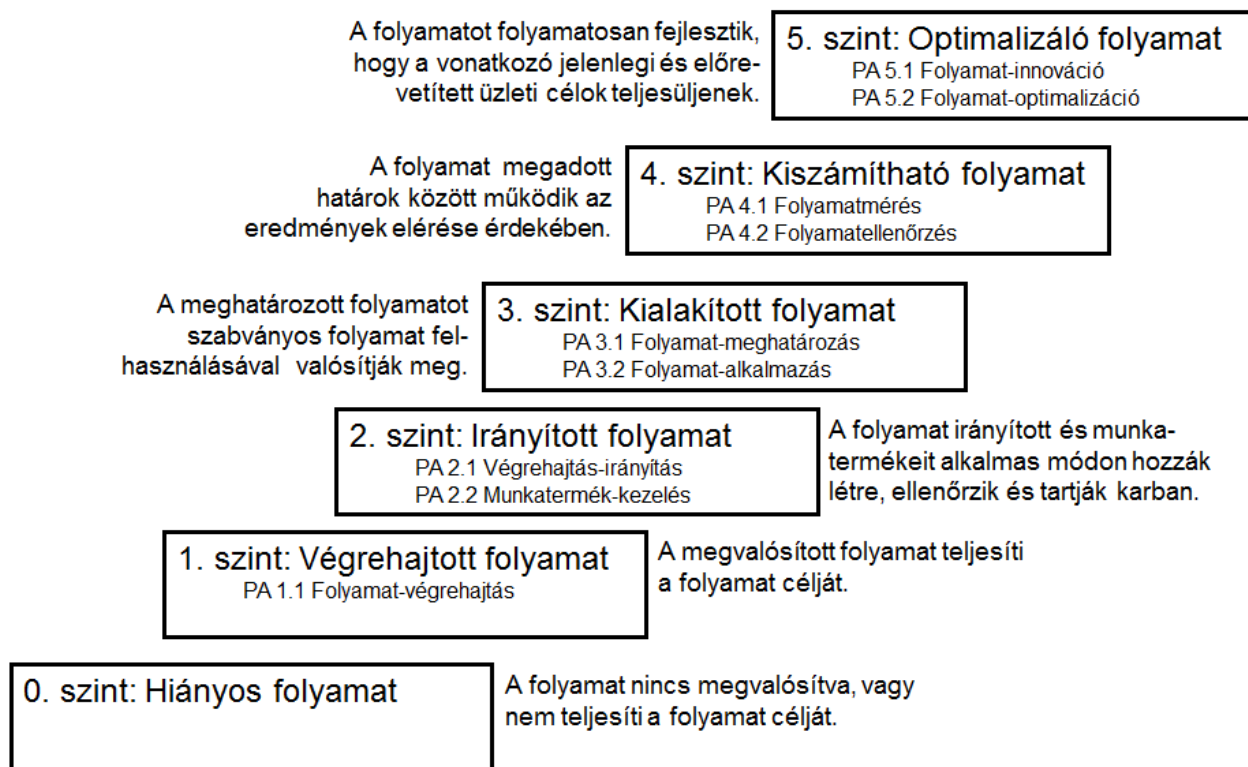 A folyamatot folyamatosan fejlesztik,
hogy a vonatkozó jelenlegi és előre-
vetített üzleti célok teljesüljenek.
5. szint: Optimalizáló folyamat
PA 5.1 Folyamat-innováció
PA 5.2 Folyamat-optimalizáció
A folyamat megadott
határok között működik az
eredmények elérése érdekében.
4. szint: Kiszámítható folyamat
PA 4.1 Folyamatmérés
PA 4.2 Folyamatellenőrzés
A meghatározott folyamatot
szabványos folyamat fel-
használásával valósítják meg.
3. szint: Kialakított folyamat
PA 3.1 Folyamat-meghatározás
PA 3.2 Folyamat-alkalmazás
2. szint: Irányított folyamat
PA 2.1 Végrehajtás-irányítás
PA 2.2 Munkatermék-kezelés
A folyamat irányított és munka-
termékeit alkalmas módon hozzák
létre, ellenőrzik és tartják karban.
1. szint: Végrehajtott folyamat
PA 1.1 Folyamat-végrehajtás
A megvalósított folyamat teljesíti
a folyamat célját.
0. szint: Hiányos folyamat
A folyamat nincs megvalósítva, vagy
nem teljesíti a folyamat célját.